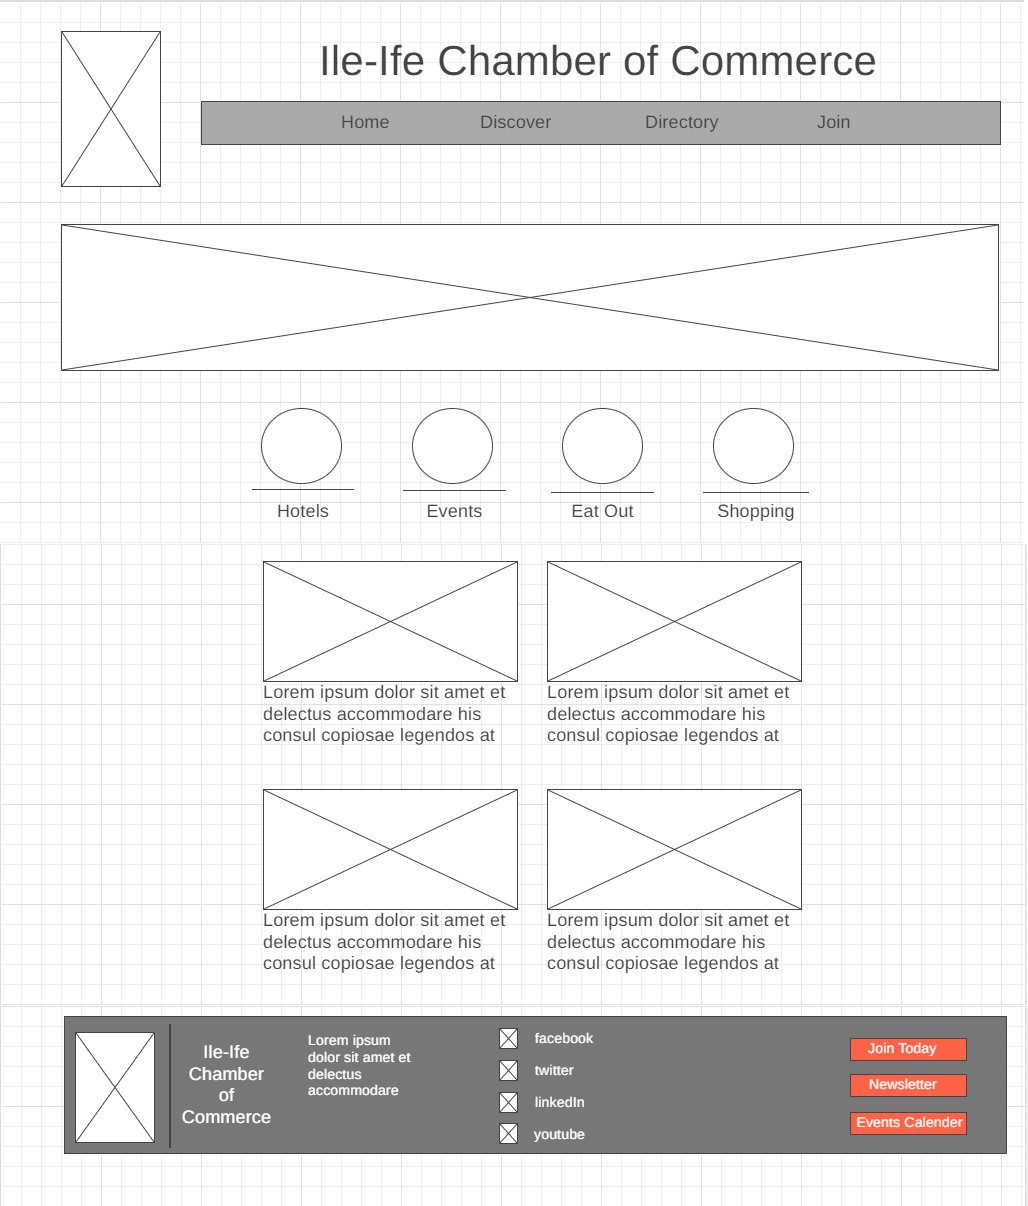 Ile-Ife Chamber of Commerce
Home Discover Directory Join
Hotels Events Eat Out Shopping
Lorem ipsum dolor sit amet et
delectus accommodare his
consul copiosae legendos at
Lorem ipsum dolor sit amet et
delectus accommodare his
consul copiosae legendos at
Lorem ipsum dolor sit amet et
delectus accommodare his
consul copiosae legendos at
Lorem ipsum dolor sit amet et
delectus accommodare his
consul copiosae legendos at
Ile-Ife
Chamber
of
Commerce
Lorem ipsum
dolor sit amet et
delectus
accommodare
facebook
twitter
linkedIn
youtube
Join Today
Newsletter
Events Calender